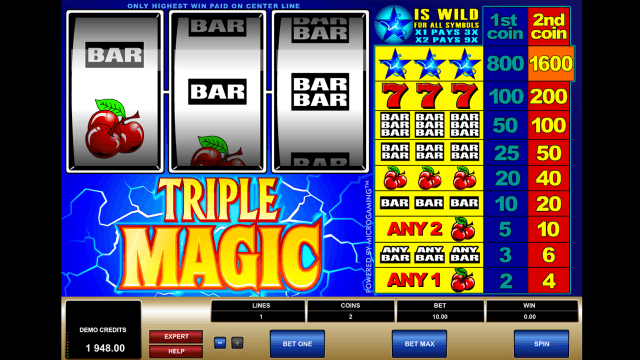 ONLY HIGHEST WIN PAID ON CENTER LINE
BAR
BAR
BAR
BAR
BAR
BAR
TRIPLE
MAGIC
POWERED BY MICROGAMING™
IS WILD
FOR ALL SYMBOLS
X1 PAYS 3X
X2 PAYS 9X
1st coin
2nd coin
800 1600
7 7 7 100 200
BAR BAR BAR
BAR BAR BAR
BAR BAR BAR
50 100
BAR BAR BAR
BAR BAR BAR
25 50
20 40
BAR BAR BAR 10 20
ANY 2 5 10
ANY BAR ANY BAR ANY BAR 3 6
ANY 1 2 4
DEMO CREDITS
1 948.00
EXPERT
HELP
LINES
1
COINS
2
BET
10.00
WIN
0.00
- +
BET ONE
BET MAX
SPIN